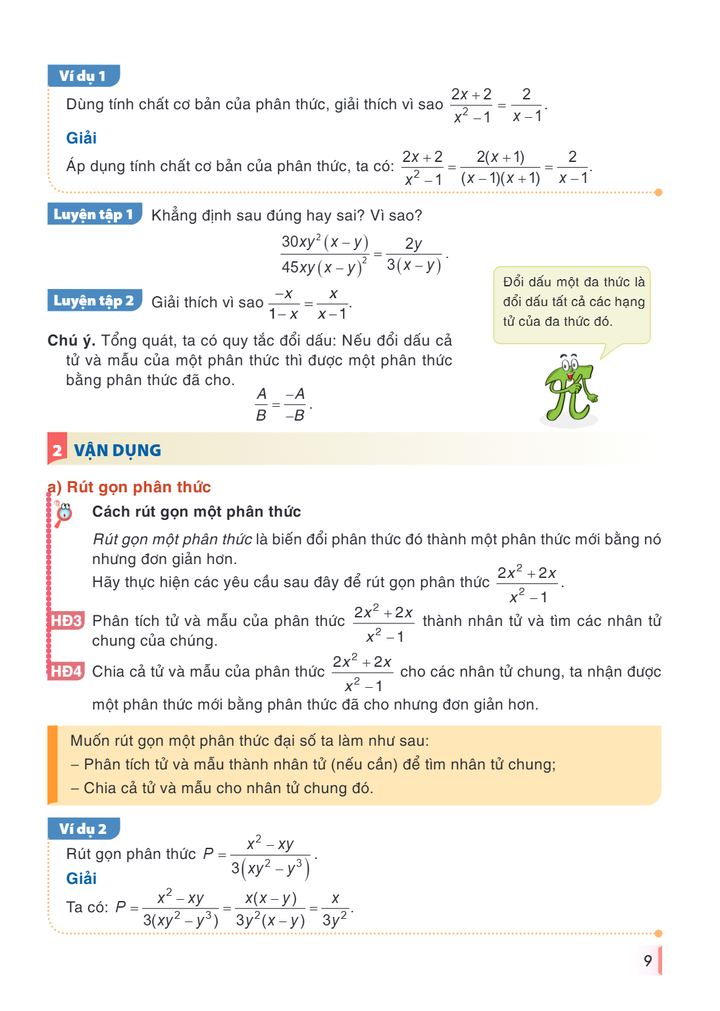 Ví dụ 1
Dùng tính chất cơ bản của phân thức, giải thích vì sao (2x + 2)/(x² – 1) = 2/(x – 1).
Giải
Áp dụng tính chất cơ bản của phân thức, ta có: (2x + 2)/(x² – 1) = 2(x + 1)/((x – 1)(x + 1)) = 2/(x – 1).
Luyện tập 1 Khẳng định sau đúng hay sai? Vì sao?
30xy²(x – y)/(45xy(x – y)²) = 2y/(3(x – y)).
Đổi dấu một đa thức là
đổi dấu tất cả các hạng
tử của đa thức đó.
Luyện tập 2 Giải thích vì sao –x/(1 – x) = x/(x – 1).
Chú ý. Tổng quát, ta có quy tắc đổi dấu: Nếu đổi dấu cả
tử và mẫu của một phân thức thì được một phân thức
bằng phân thức đã cho.
A/B = –A/–B.
2 VẬN DỤNG
a) Rút gọn phân thức
Cách rút gọn một phân thức
Rút gọn một phân thức là biến đổi phân thức đó thành một phân thức mới bằng nó
nhưng đơn giản hơn.
Hãy thực hiện các yêu cầu sau đây để rút gọn phân thức (2x² + 2x)/(x² – 1).
HĐ3 Phân tích tử và mẫu của phân thức (2x² + 2x)/(x² – 1) thành nhân tử và tìm các nhân tử
chung của chúng.
HĐ4 Chia cả tử và mẫu của phân thức (2x² + 2x)/(x² – 1) cho các nhân tử chung, ta nhận được
một phân thức mới bằng phân thức đã cho nhưng đơn giản hơn.
Muốn rút gọn một phân thức đại số ta làm như sau:
– Phân tích tử và mẫu thành nhân tử (nếu cần) để tìm nhân tử chung;
– Chia cả tử và mẫu cho nhân tử chung đó.
Ví dụ 2
Rút gọn phân thức P = (x² – xy)/(3(xy² – y³)).
Giải
Ta có: P = (x² – xy)/(3(xy² – y³)) = x(x – y)/(3y²(x – y)) = x/(3y²).
9